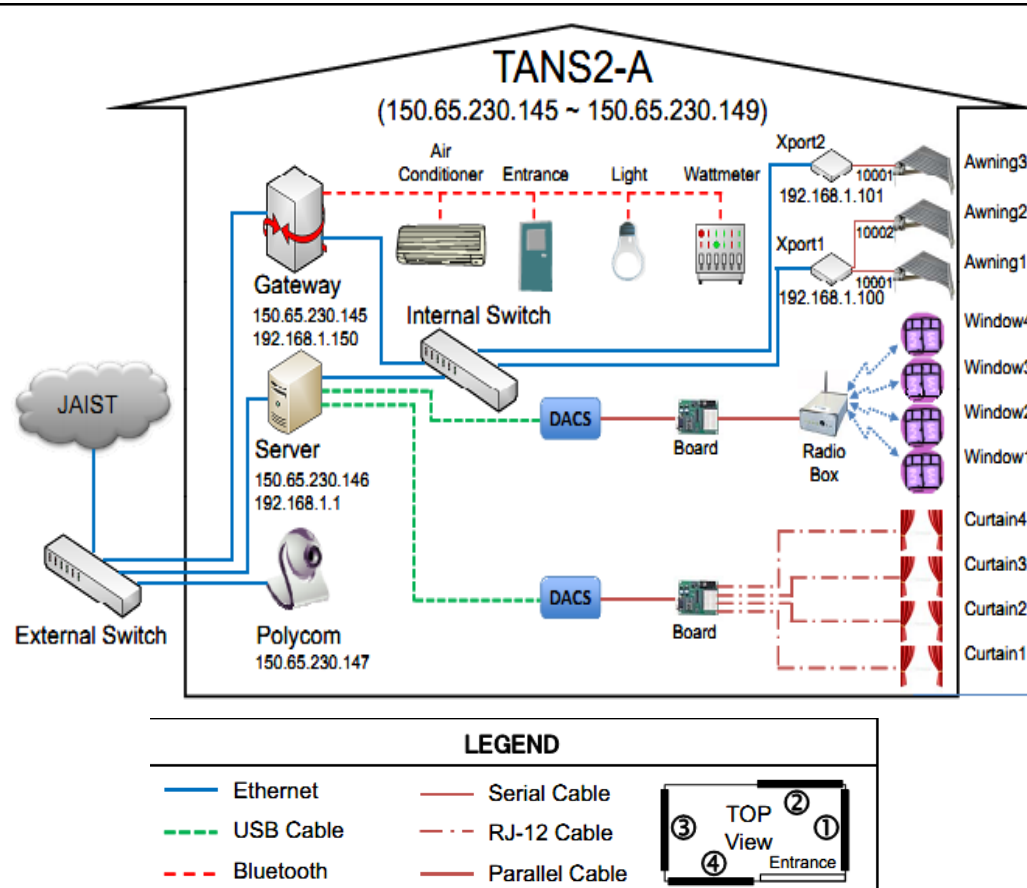 TANS2-A
(150.65.230.145 ~ 150.65.230.149)
Air
Conditioner
Entrance
Light
Wattmeter
Xport2
10001
192.168.1.101
Awning3
Awning2
10002
Xport1
10001
192.168.1.100
Awning1
Gateway
150.65.230.145
192.168.1.150
Internal Switch
Window4
Window3
Window2
Window1
JAIST
Server
150.65.230.146
192.168.1.1
DACS
Board
Radio
Box
External Switch
Polycom
150.65.230.147
DACS
Board
Curtain4
Curtain3
Curtain2
Curtain1
LEGEND
Ethernet
USB Cable
Bluetooth
Serial Cable
RJ-12 Cable
Parallel Cable
TOP
View
①
②
③
④
Entrance